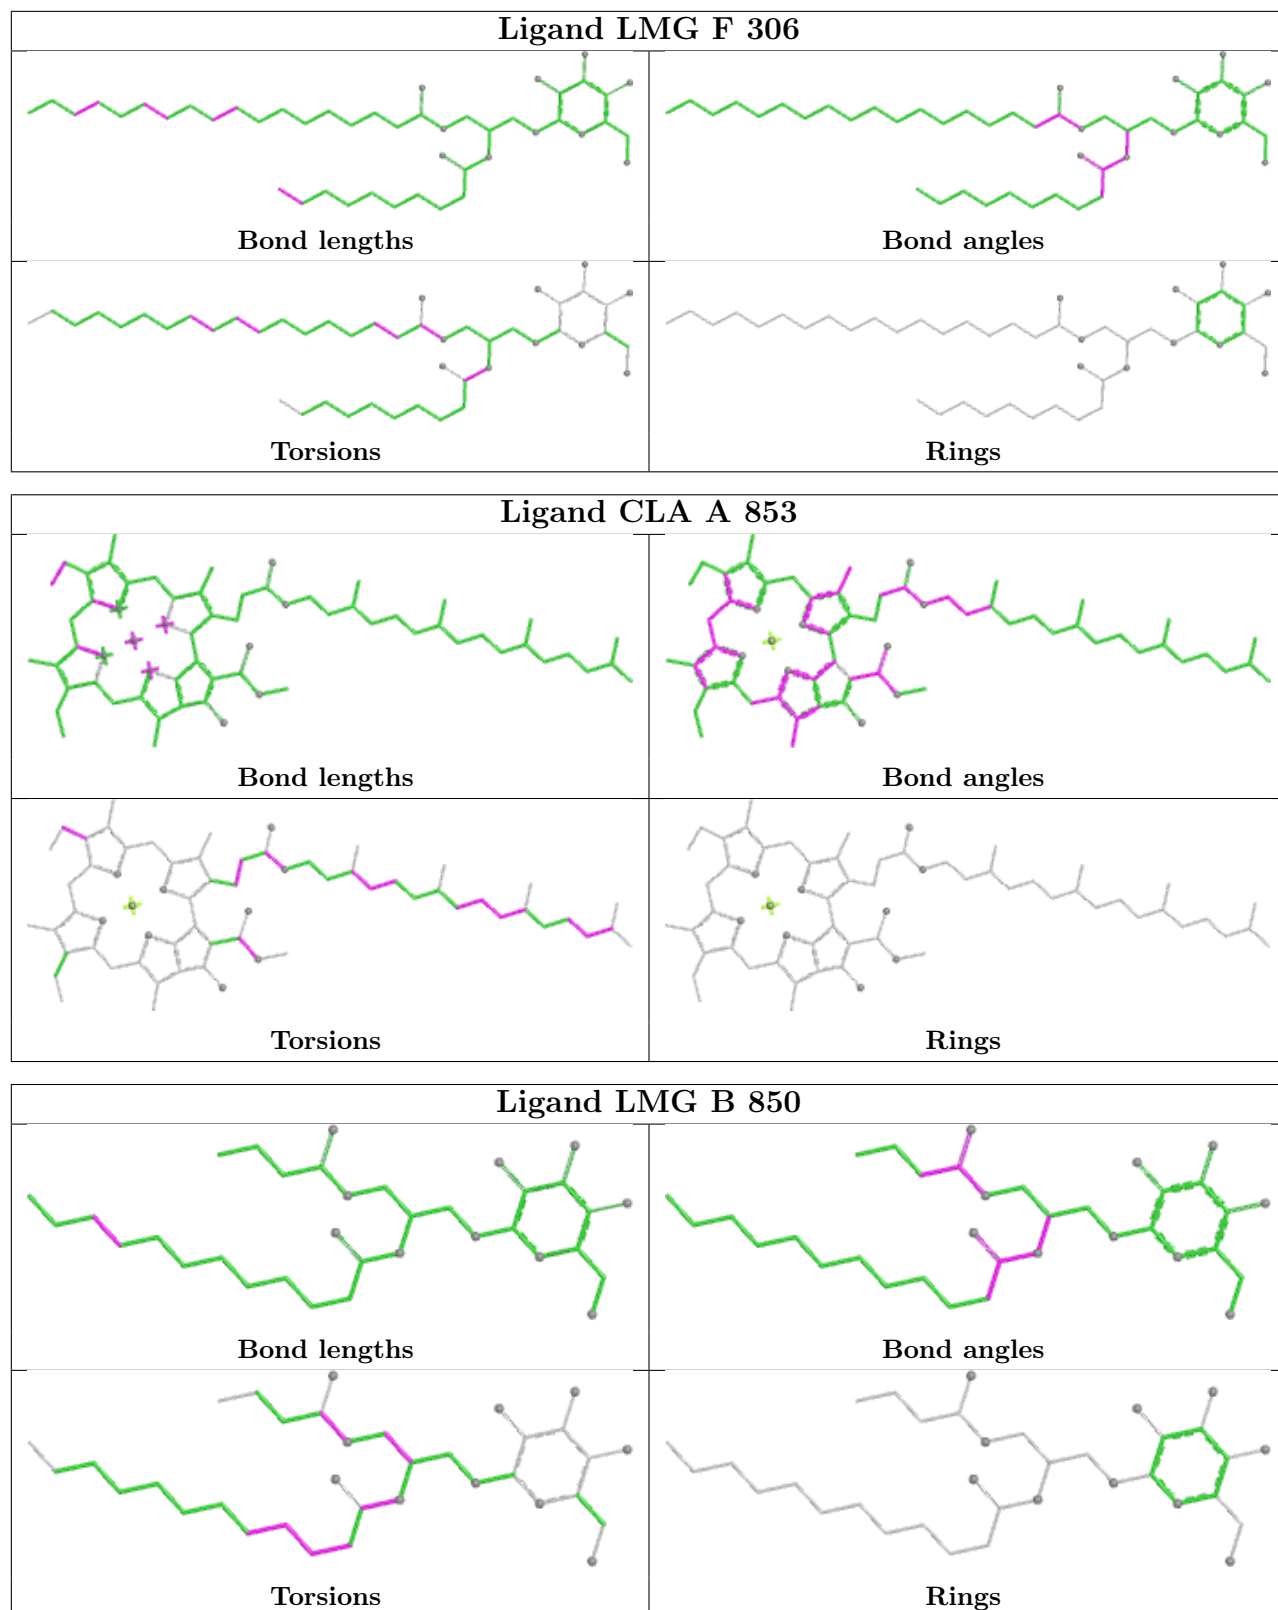 Ligand LMG F 306
Bond lengths
Bond angles
Torsions
Rings
Ligand CLA A 853
Bond lengths
Bond angles
Torsions
Rings
Ligand LMG B 850
Bond lengths
Bond angles
Torsions
Rings